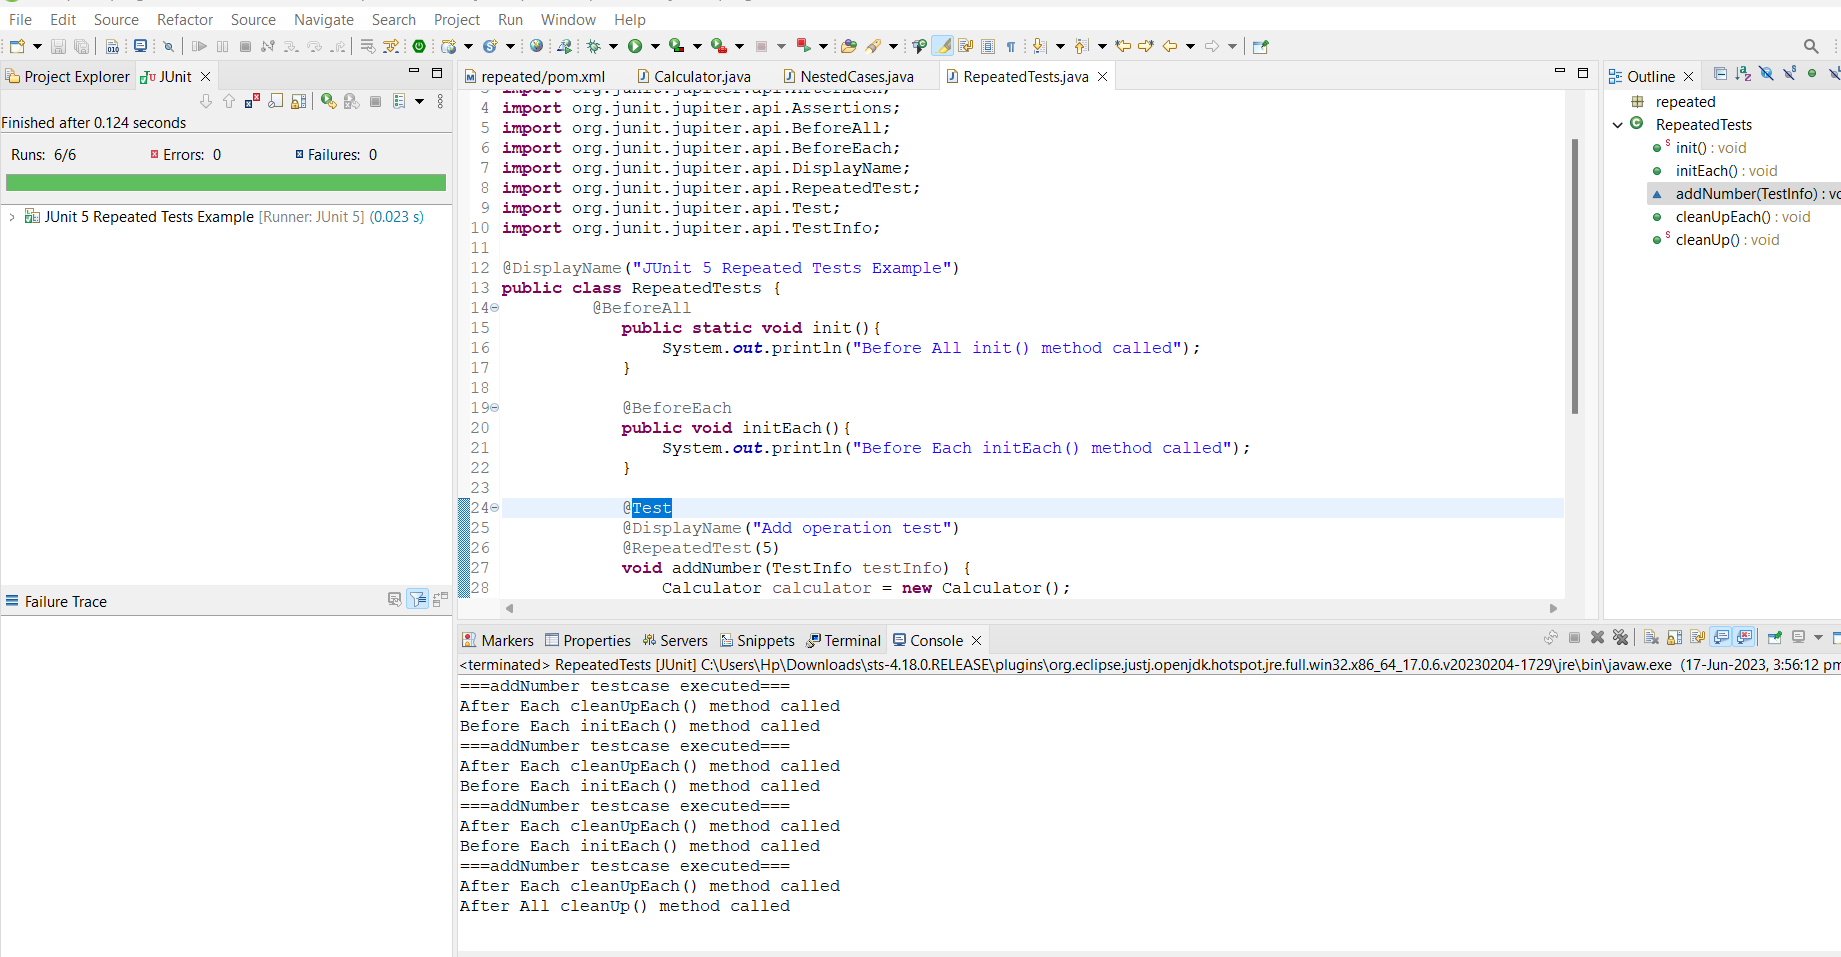 File Edit Source Refactor Source Navigate Search Project Run Window Help
Project Explorer JUnit
Finished after 0.124 seconds
Runs: 6/6 Errors: 0 Failures: 0
JUnit 5 Repeated Tests Example [Runner: JUnit 5] (0.023 s)
Failure Trace
repeated/pom.xml Calculator.java NestedCases.java RepeatedTests.java
3 import org.junit.jupiter.api.AfterEach;
4 import org.junit.jupiter.api.Assertions;
5 import org.junit.jupiter.api.BeforeAll;
6 import org.junit.jupiter.api.BeforeEach;
7 import org.junit.jupiter.api.DisplayName;
8 import org.junit.jupiter.api.RepeatedTest;
9 import org.junit.jupiter.api.Test;
10 import org.junit.jupiter.api.TestInfo;
11
12 @DisplayName("JUnit 5 Repeated Tests Example")
13 public class RepeatedTests {
14 @BeforeAll
15 public static void init(){
16 System.out.println("Before All init() method called");
17 }
18
19 @BeforeEach
20 public void initEach(){
21 System.out.println("Before Each initEach() method called");
22 }
23
24 @Test
25 @DisplayName("Add operation test")
26 @RepeatedTest(5)
27 void addNumber(TestInfo testInfo) {
28 Calculator calculator = new Calculator();
Outline
repeated
RepeatedTests
init() : void
initEach() : void
addNumber(TestInfo) : vo
cleanUpEach() : void
cleanUp() : void
Markers Properties Servers Snippets Terminal Console
<terminated> RepeatedTests [JUnit] C:\Users\Hp\Downloads\sts-4.18.0.RELEASE\plugins\org.eclipse.justj.openjdk.hotspot.jre.full.win32.x86_64_17.0.6.v20230204-1729\jre\bin\javaw.exe (17-Jun-2023, 3:56:12 pm
===addNumber testcase executed===
After Each cleanUpEach() method called
Before Each initEach() method called
===addNumber testcase executed===
After Each cleanUpEach() method called
Before Each initEach() method called
===addNumber testcase executed===
After Each cleanUpEach() method called
Before Each initEach() method called
===addNumber testcase executed===
After Each cleanUpEach() method called
After All cleanUp() method called